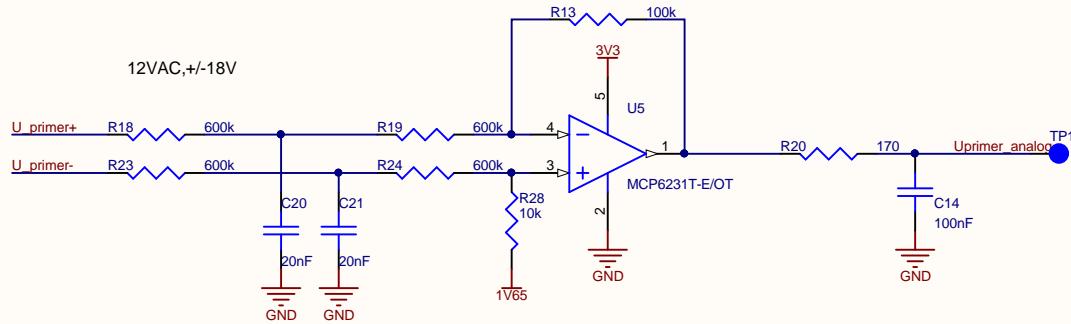 R13 100k
3V3
12VAC,+/-18V
5
U5
U_primer+ R18 600k R19 600k 4
1 R20 170 Uprimer_analog TP1
U_primer- R23 600k R24 600k 3
MCP6231T-E/OT
R28
10k
C20 C21
2
C14
100nF
20nF 20nF
GND
GND
1V65
GND GND